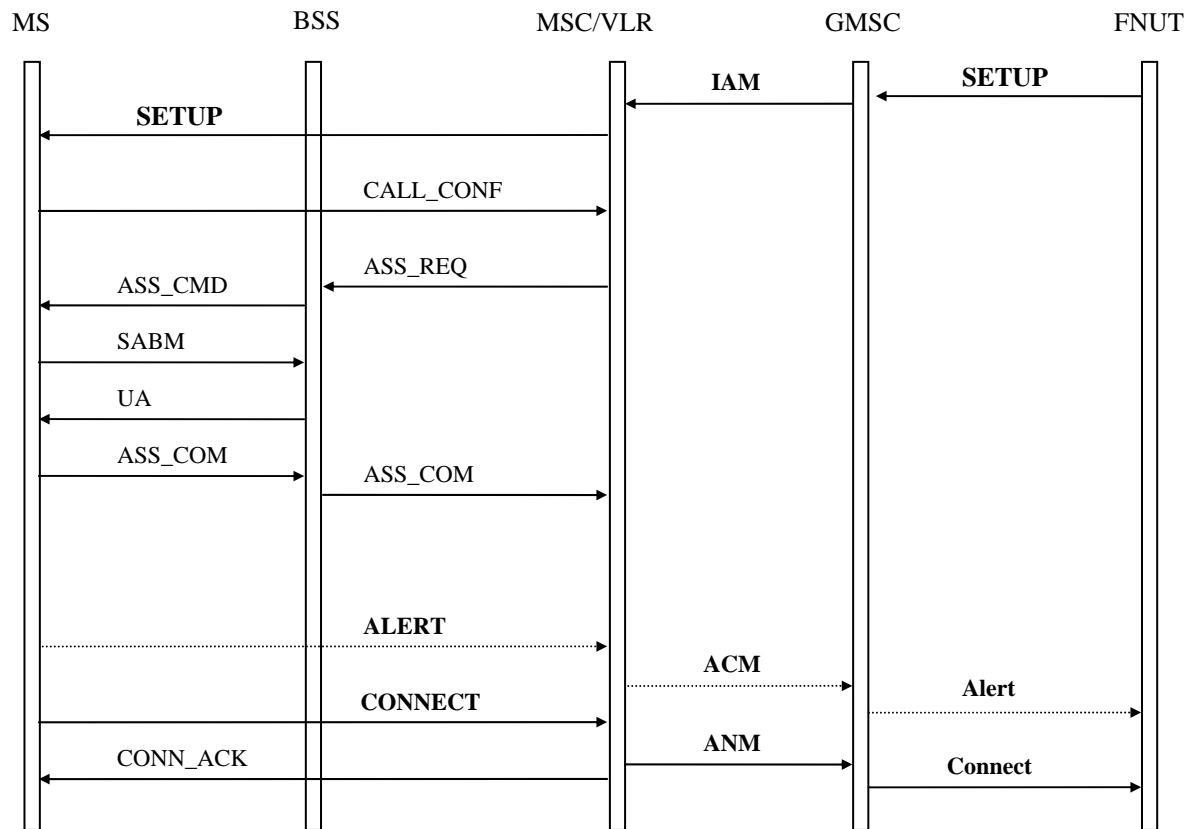 MS
BSS
MSC/VLR
GMSC
FNUT
SETUP
IAM
SETUP
CALL_CONF
ASS_REQ
ASS_CMD
SABM
UA
ASS_COM
ASS_COM
ALERT
ACM
Alert
CONNECT
ANM
CONN_ACK
Connect